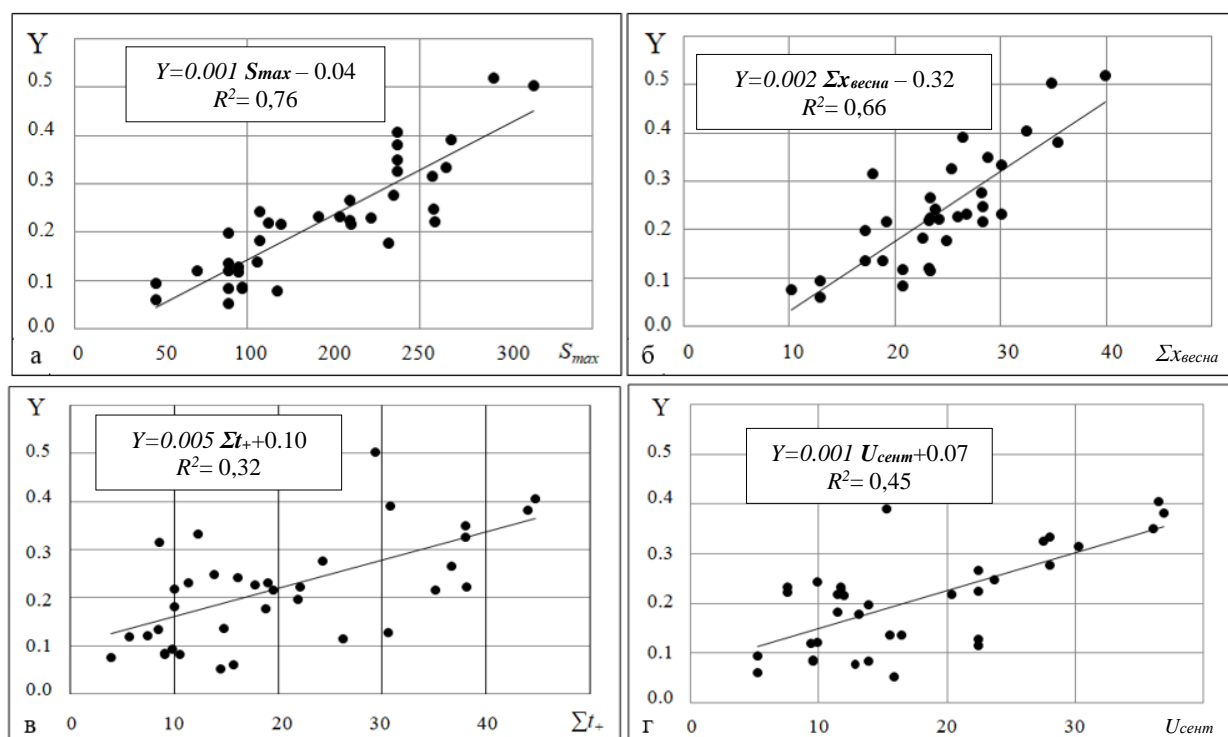 Y
Y=0.001 Smax – 0.04
R²= 0,76
0.5
0.4
0.3
0.2
0.1
0.0
0 50 100 150 200 250 300 Smax
а
Y
Y=0.002 Σxвесна – 0.32
R²= 0,66
0.5
0.4
0.3
0.2
0.1
0.0
0 10 20 30 40 Σxвесна
б
Y
Y=0.005 Σt₊+0.10
R²= 0,32
0.5
0.4
0.3
0.2
0.1
0.0
0 10 20 30 40 Σt₊
в
Y
Y=0.001 Uсент+0.07
R²= 0,45
0.5
0.4
0.3
0.2
0.1
0.0
0 10 20 30 Uсент
г